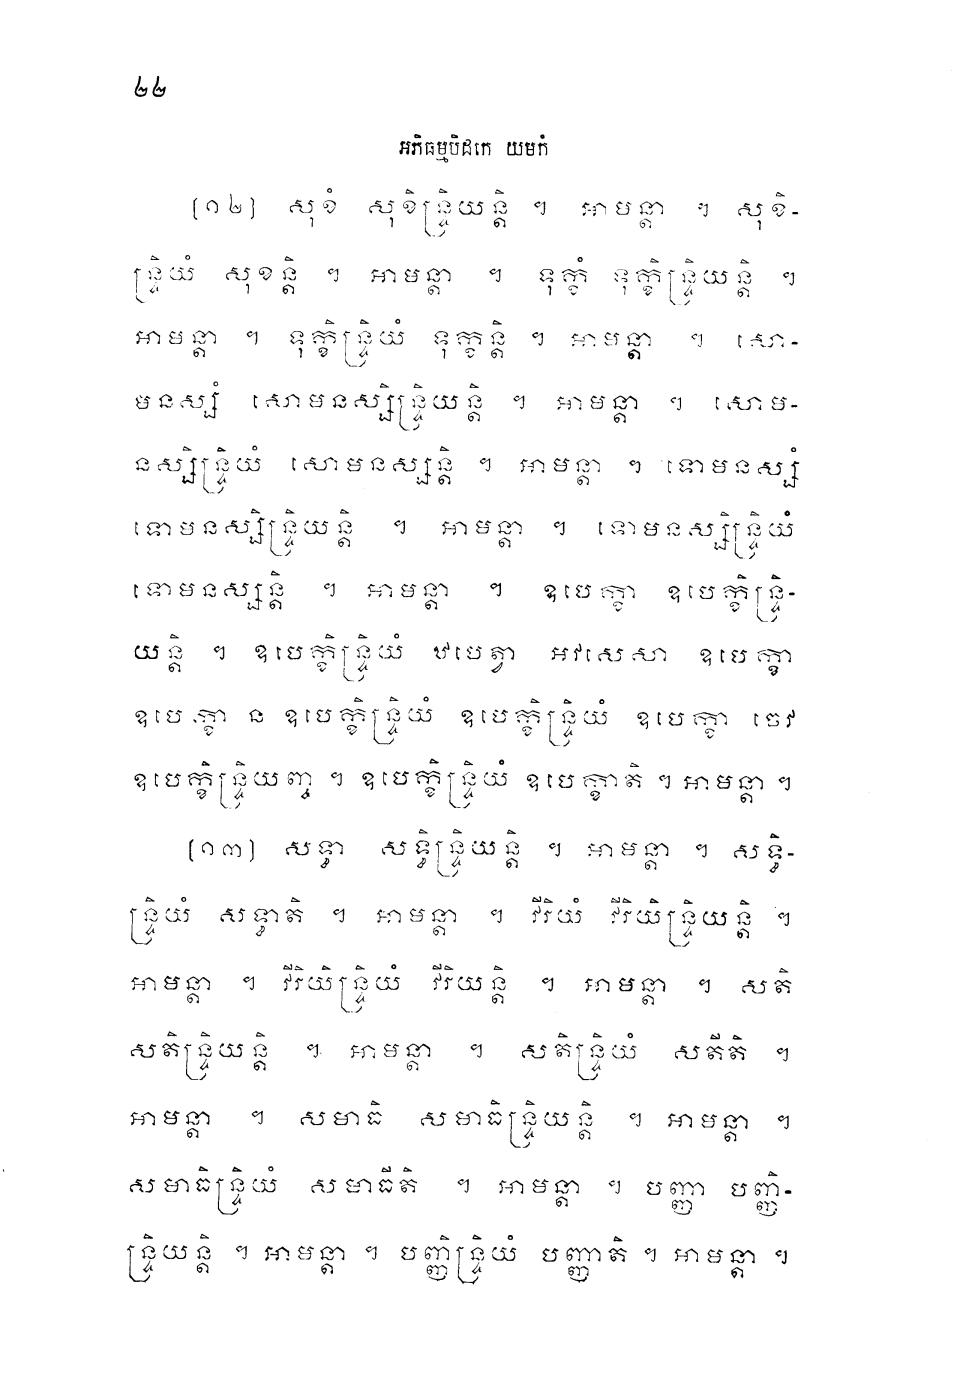 ២២
អភិធម្មបិដកេ យមកំ
(១២) សុខំ សុខិន្ទ្រិយន្តិ ។ អាមន្តា ។ សុខិ-
ន្ទ្រិយំ សុខន្តិ ។ អាមន្តា ។ ទុក្ខំ ទុក្ខិន្ទ្រិយន្តិ ។
អាមន្តា ។ ទុក្ខិន្ទ្រិយំ ទុក្ខន្តិ ។ អាមន្តា ។ សោ-
មនស្សំ សោមនស្សិន្ទ្រិយន្តិ ។ អាមន្តា ។ សោម-
នស្សិន្ទ្រិយំ សោមនស្សន្តិ ។ អាមន្តា ។ ទោមនស្សំ
ទោមនស្សិន្ទ្រិយន្តិ ។ អាមន្តា ។ ទោមនស្សិន្ទ្រិយំ
ទោមនស្សន្តិ ។ អាមន្តា ។ ឧបេក្ខា ឧបេក្ខិន្ទ្រិ-
យន្តិ ។ ឧបេក្ខិន្ទ្រិយំ ឋបេត្វា អវសេសា ឧបេក្ខា
ឧបេក្ខា ន ឧបេក្ខិន្ទ្រិយំ ឧបេក្ខិន្ទ្រិយំ ឧបេក្ខា ចេវ
ឧបេក្ខិន្ទ្រិយញ្ច ។ ឧបេក្ខិន្ទ្រិយំ ឧបេក្ខាតិ ។ អាមន្តា ។
(១៣) សទ្ធា សទ្ធិន្ទ្រិយន្តិ ។ អាមន្តា ។ សទ្ធិ-
ន្ទ្រិយំ សទ្ធាតិ ។ អាមន្តា ។ វីរិយំ វីរិយិន្ទ្រិយន្តិ ។
អាមន្តា ។ វីរិយិន្ទ្រិយំ វីរិយន្តិ ។ អាមន្តា ។ សតិ
សតិន្ទ្រិយន្តិ ។ អាមន្តា ។ សតិន្ទ្រិយំ សតីតិ ។
អាមន្តា ។ សមាធិ សមាធិន្ទ្រិយន្តិ ។ អាមន្តា ។
សមាធិន្ទ្រិយំ សមាធីតិ ។ អាមន្តា ។ បញ្ញា បញ្ញិ-
ន្ទ្រិយន្តិ ។ អាមន្តា ។ បញ្ញិន្ទ្រិយំ បញ្ញាតិ ។ អាមន្តា ។